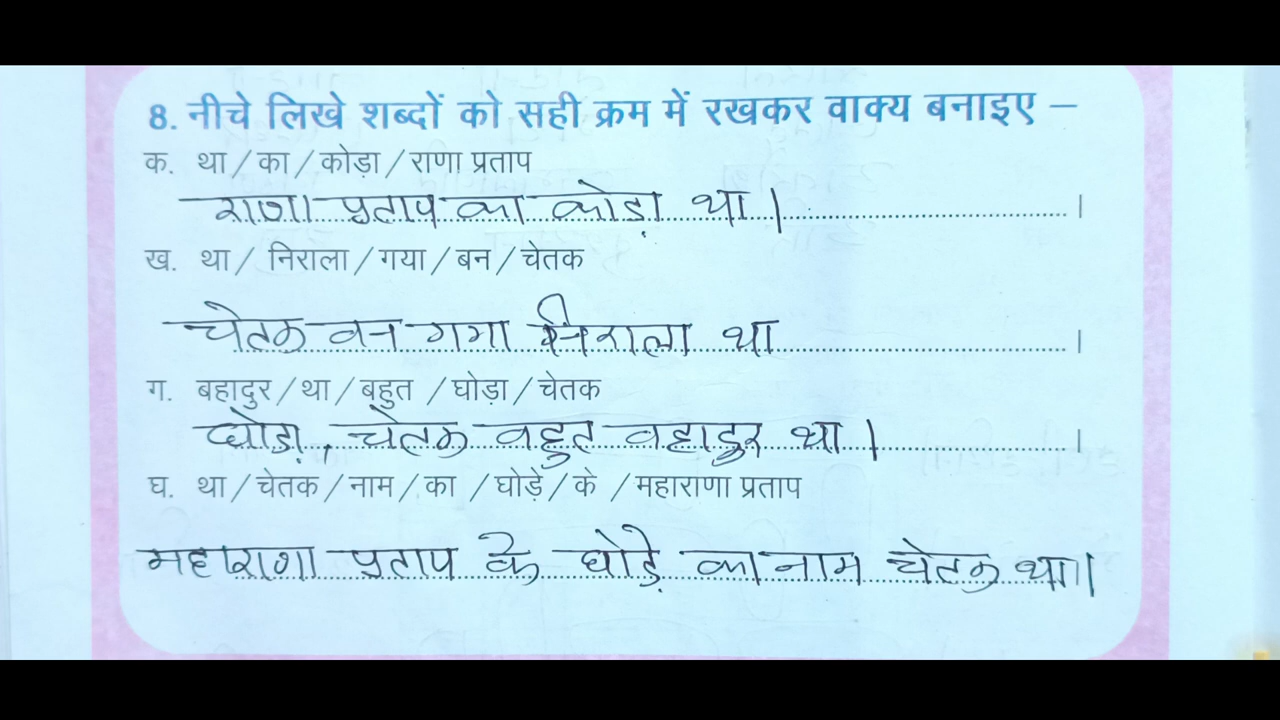 8. नीचे लिखे शब्दों को सही क्रम में रखकर वाक्य बनाइए –
क. था / का / कोड़ा / राणा प्रताप
राणा प्रताप का कोड़ा था |
ख. था / निराला / गया / बन / चेतक
चेतक बन गया निराला था |
ग. बहादुर / था / बहुत / घोड़ा / चेतक
घोड़ा, चेतक बहुत बहादुर था |
घ. था / चेतक / नाम / का / घोड़े / के / महाराणा प्रताप
महाराणा प्रताप के घोड़े का नाम चेतक था |